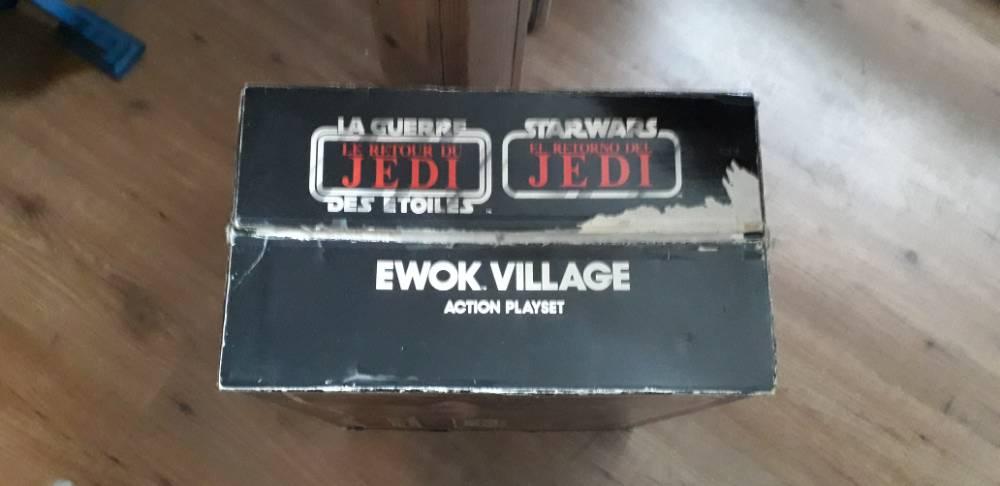 LA GUERRE
LE RETOUR DU
JEDI
DES ETOILES
STAR WARS
EL RETORNO DEL
JEDI
EWOK VILLAGE
ACTION PLAYSET